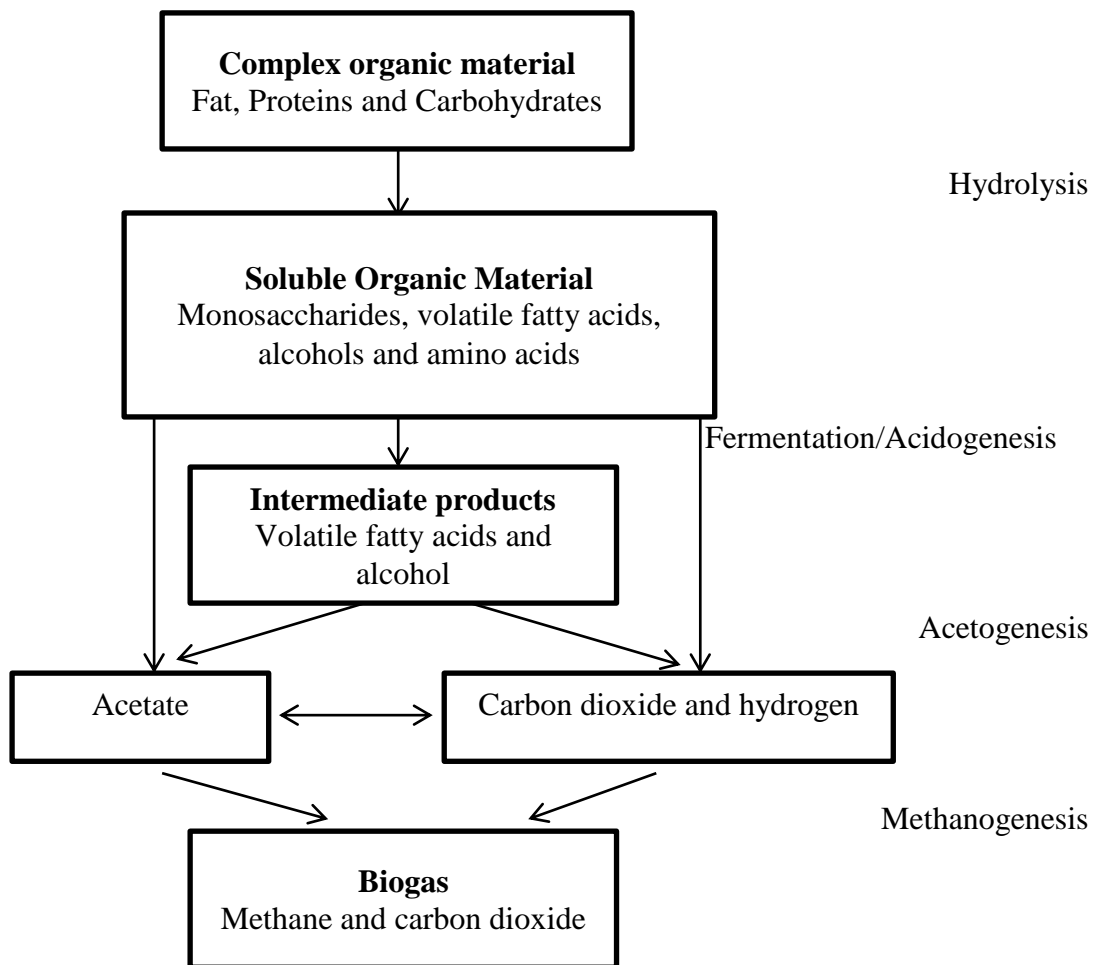 Complex organic material
Fat, Proteins and Carbohydrates
Hydrolysis
Soluble Organic Material
Monosaccharides, volatile fatty acids,
alcohols and amino acids
Fermentation/Acidogenesis
Intermediate products
Volatile fatty acids and
alcohol
Acetogenesis
Acetate
Carbon dioxide and hydrogen
Methanogenesis
Biogas
Methane and carbon dioxide